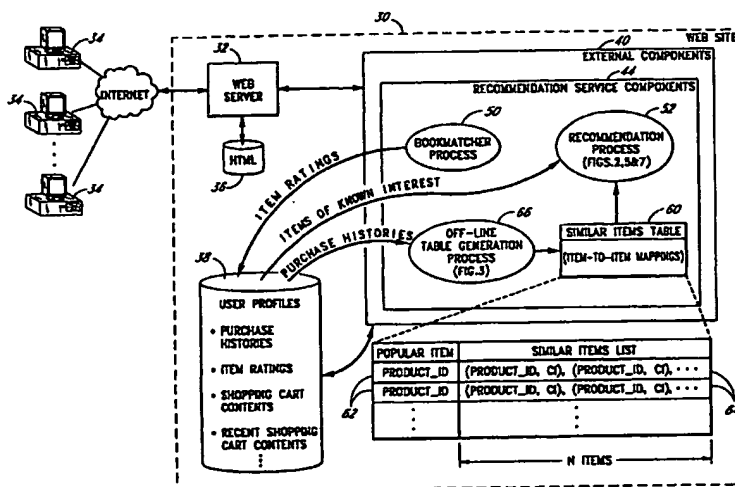 30
WEB SITE
34
34
34
INTERNET
32
WEB
SERVER
HTML
36
40
EXTERNAL COMPONENTS
44
RECOMMENDATION SERVICE COMPONENTS
50
BOOKMATCHER
PROCESS
52
RECOMMENDATION
PROCESS
(FIGS.2,5&7)
ITEM RATINGS
ITEMS OF KNOWN INTEREST
PURCHASE HISTORIES
66
OFF-LINE
TABLE GENERATION
PROCESS
(FIG.3)
60
SIMILAR ITEMS TABLE
(ITEM-TO-ITEM MAPPINGS)
38
USER PROFILES
• PURCHASE
HISTORIES
• ITEM RATINGS
• SHOPPING CART
CONTENTS
• RECENT SHOPPING
CART CONTENTS
POPULAR ITEM
SIMILAR ITEMS LIST
PRODUCT_ID
(PRODUCT_ID, CI), (PRODUCT_ID, CI), ...
PRODUCT_ID
(PRODUCT_ID, CI), (PRODUCT_ID, CI), ...
62
N ITEMS